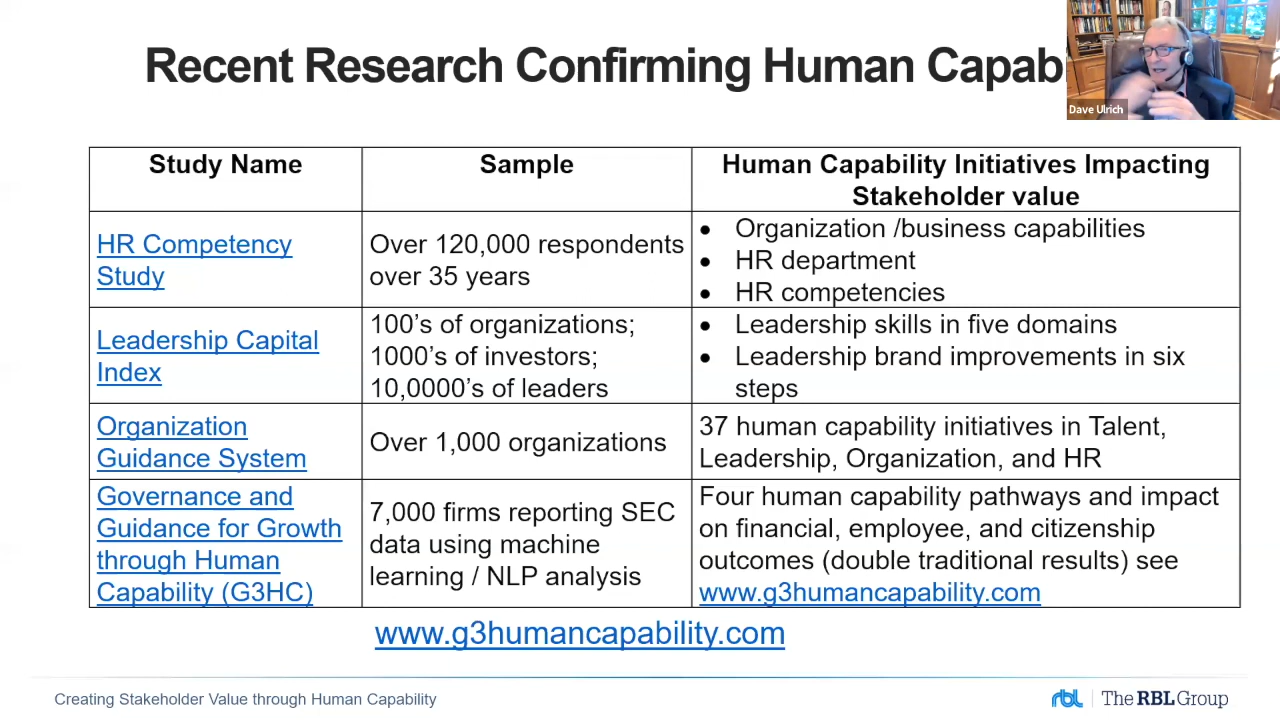 Recent Research Confirming Human Capab
Dave Ulrich
Study Name
Sample
Human Capability Initiatives Impacting
Stakeholder value
HR Competency
Study
Over 120,000 respondents
over 35 years
• Organization /business capabilities
• HR department
• HR competencies
Leadership Capital
Index
100’s of organizations;
1000’s of investors;
10,0000’s of leaders
• Leadership skills in five domains
• Leadership brand improvements in six
steps
Organization
Guidance System
Over 1,000 organizations
37 human capability initiatives in Talent,
Leadership, Organization, and HR
Governance and
Guidance for Growth
through Human
Capability (G3HC)
7,000 firms reporting SEC
data using machine
learning / NLP analysis
Four human capability pathways and impact
on financial, employee, and citizenship
outcomes (double traditional results) see
www.g3humancapability.com
www.g3humancapability.com
Creating Stakeholder Value through Human Capability
rbl The RBL Group